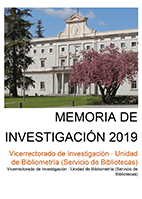 MEMORIA DE
INVESTIGACIÓN 2019
Vicerrectorado de Investigación · Unidad
de Bibliometría (Servicio de Bibliotecas)
Vicerrectorado de Investigación · Unidad de Bibliometría (Servicio de
Bibliotecas)